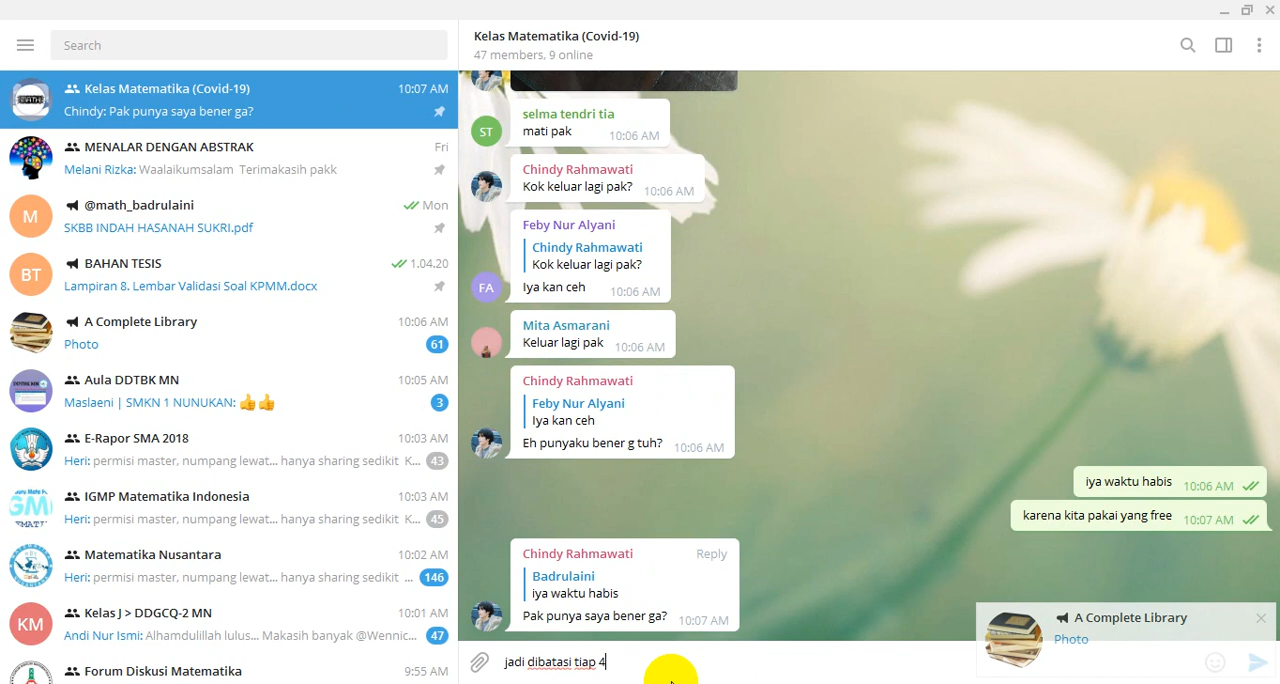 Search
Kelas Matematika (Covid-19) 10:07 AM
Chindy: Pak punya saya bener ga?
MENALAR DENGAN ABSTRAK Fri
Melani Rizka: Waalaikumsalam Terimakasih pakk
M
@math_badrulaini Mon
SKBB INDAH HASANAH SUKRI.pdf
BT
BAHAN TESIS 1.04.20
Lampiran 8. Lembar Validasi Soal KPMM.docx
A Complete Library 10:06 AM
Photo 61
Aula DDTBK MN 10:05 AM
Maslaeni | SMKN 1 NUNUKAN: 👍👍 3
E-Rapor SMA 2018 10:03 AM
Heri: permisi master, numpang lewat... hanya sharing sedikit K... 43
IGMP Matematika Indonesia 10:03 AM
Heri: permisi master, numpang lewat... hanya sharing sedikit K... 45
Matematika Nusantara 10:02 AM
Heri: permisi master, numpang lewat... hanya sharing sedikit ... 146
KM
Kelas J > DDGCQ-2 MN 10:01 AM
Andi Nur Ismi: Alhamdulillah lulus... Makasih banyak @Wennic... 47
Forum Diskusi Matematika 9:55 AM
Kelas Matematika (Covid-19)
47 members, 9 online
selma tendri tia
ST
mati pak 10:06 AM
Chindy Rahmawati
Kok keluar lagi pak? 10:06 AM
Feby Nur Alyani
Chindy Rahmawati
Kok keluar lagi pak?
FA
Iya kan ceh 10:06 AM
Mita Asmarani
Keluar lagi pak 10:06 AM
Chindy Rahmawati
Feby Nur Alyani
Iya kan ceh
Eh punyaku bener g tuh? 10:06 AM
iya waktu habis 10:06 AM
karena kita pakai yang free 10:07 AM
Chindy Rahmawati Reply
Badrulaini
iya waktu habis
Pak punya saya bener ga? 10:07 AM
jadi dibatasi tiap 4
A Complete Library
Photo